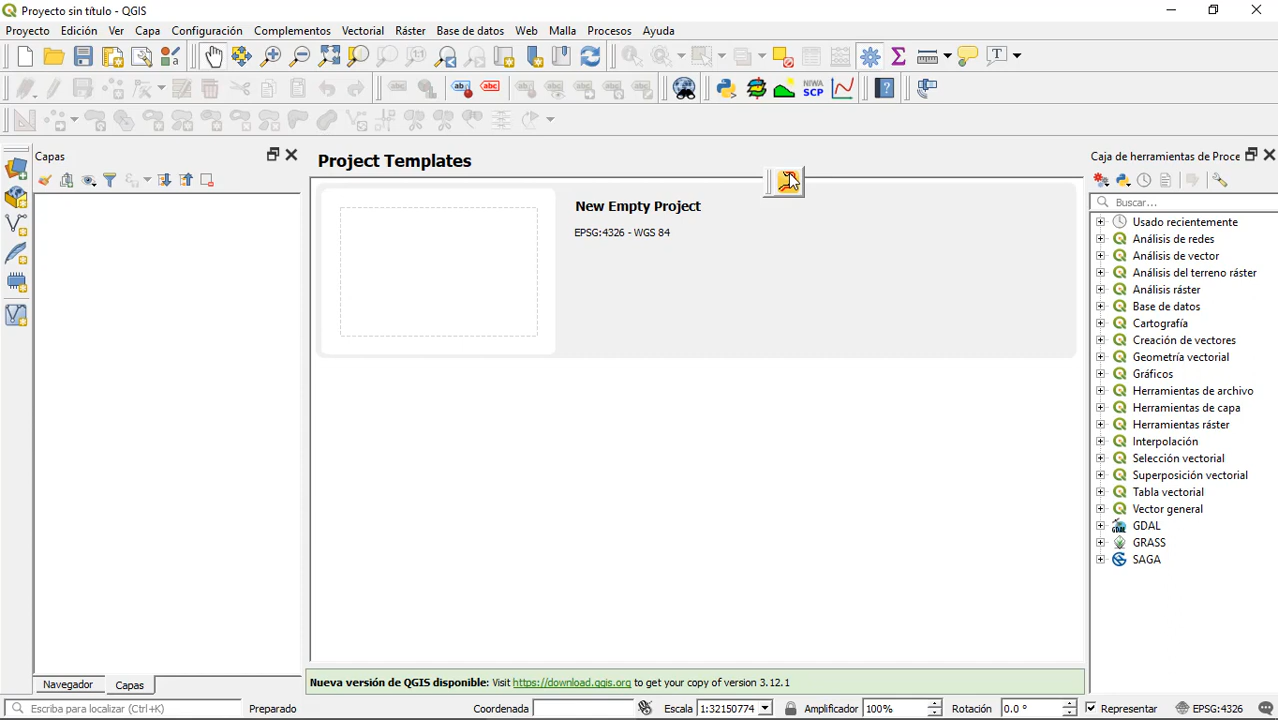 Proyecto sin título - QGIS
Proyecto Edición Ver Capa Configuración Complementos Vectorial Ráster Base de datos Web Malla Procesos Ayuda
1:1
T
abc
ab
abc
NIWA
SCP
?
Capas
Project Templates
New Empty Project
EPSG:4326 - WGS 84
Caja de herramientas de Proce
Buscar...
Usado recientemente
Análisis de redes
Análisis de vector
Análisis del terreno ráster
Análisis ráster
Base de datos
Cartografía
Creación de vectores
Geometría vectorial
Gráficos
Herramientas de archivo
Herramientas de capa
Herramientas ráster
Interpolación
Selección vectorial
Superposición vectorial
Tabla vectorial
Vector general
GDAL
GRASS
SAGA
Navegador Capas
Nueva versión de QGIS disponible: Visit https://download.qgis.org to get your copy of version 3.12.1
Escriba para localizar (Ctrl+K) Preparado Coordenada Escala 1:32150774 Amplificador 100% Rotación 0.0 ° Representar EPSG:4326